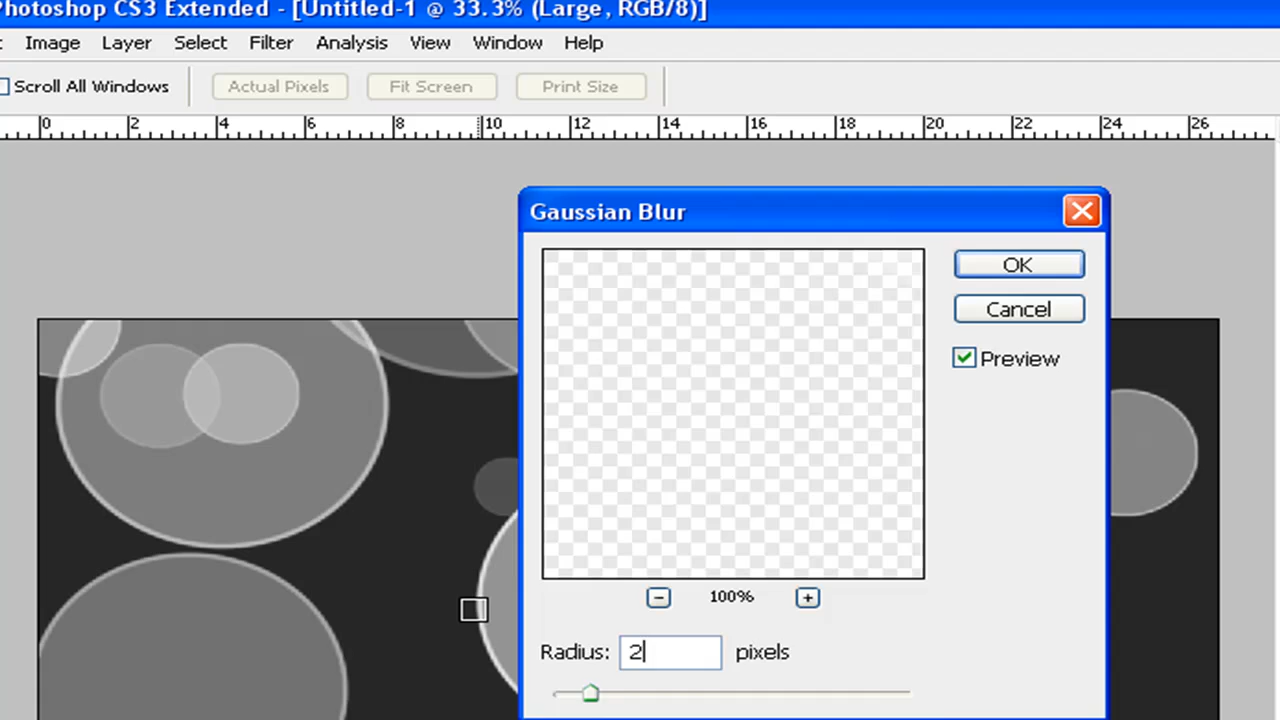 Photoshop CS3 Extended - [Untitled-1 @ 33.3% (Large, RGB/8)]
Image Layer Select Filter Analysis View Window Help
Scroll All Windows Actual Pixels Fit Screen Print Size
0 2 4 6 8 10 12 14 16 18 20 22 24 26
Gaussian Blur
OK
Cancel
Preview
100%
Radius: 2 pixels